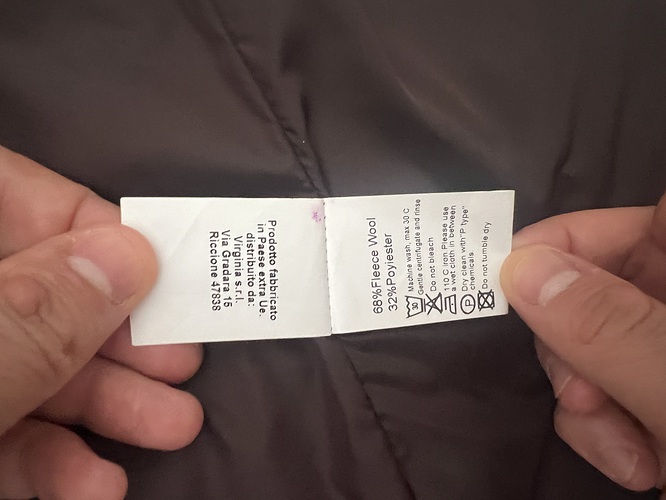 Prodotto fabbricato
in Paese extra Ue.
distribuito da:
Virginia s.r.l.
Via Gradara 15
Riccione 47838
68%Fleece Wool
32%Poyiester
30
Machine wash, max 30 C
Gentle centrifugate and rinse
Do not bleach
110 C iron Please use
a wet cloth in between
P
Dry clean with "P type"
chemicals
Do not tumble dry